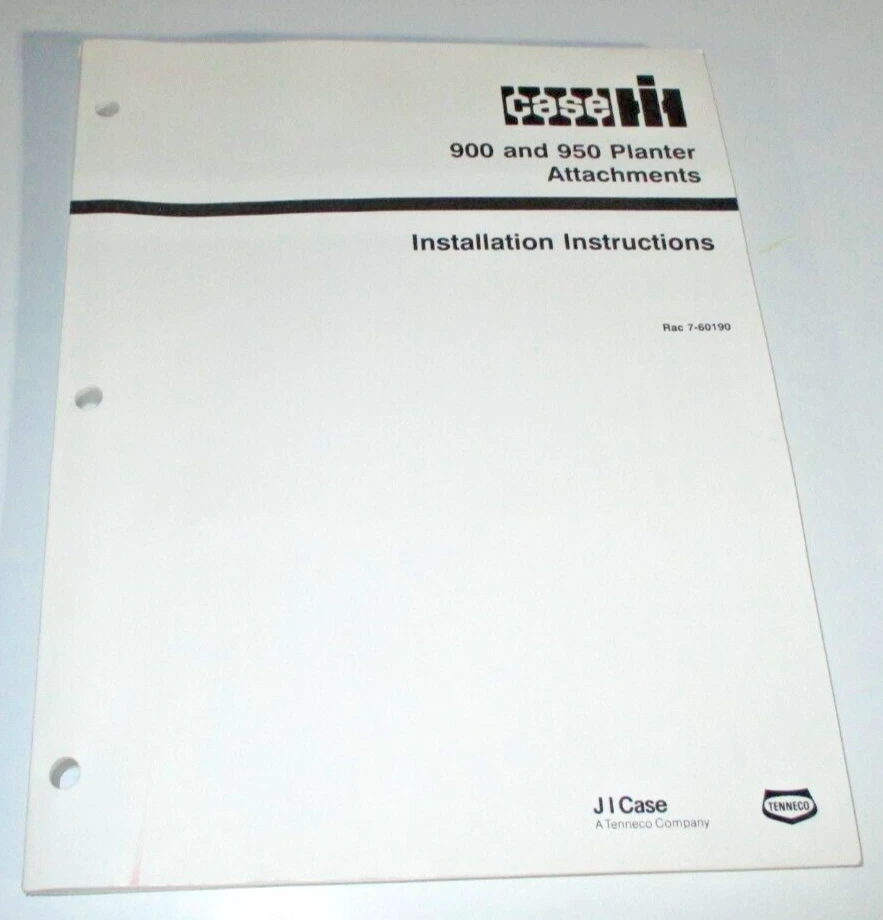 case IH
900 and 950 Planter
Attachments
Installation Instructions
Rac 7-60190
J I Case
A Tenneco Company
TENNECO